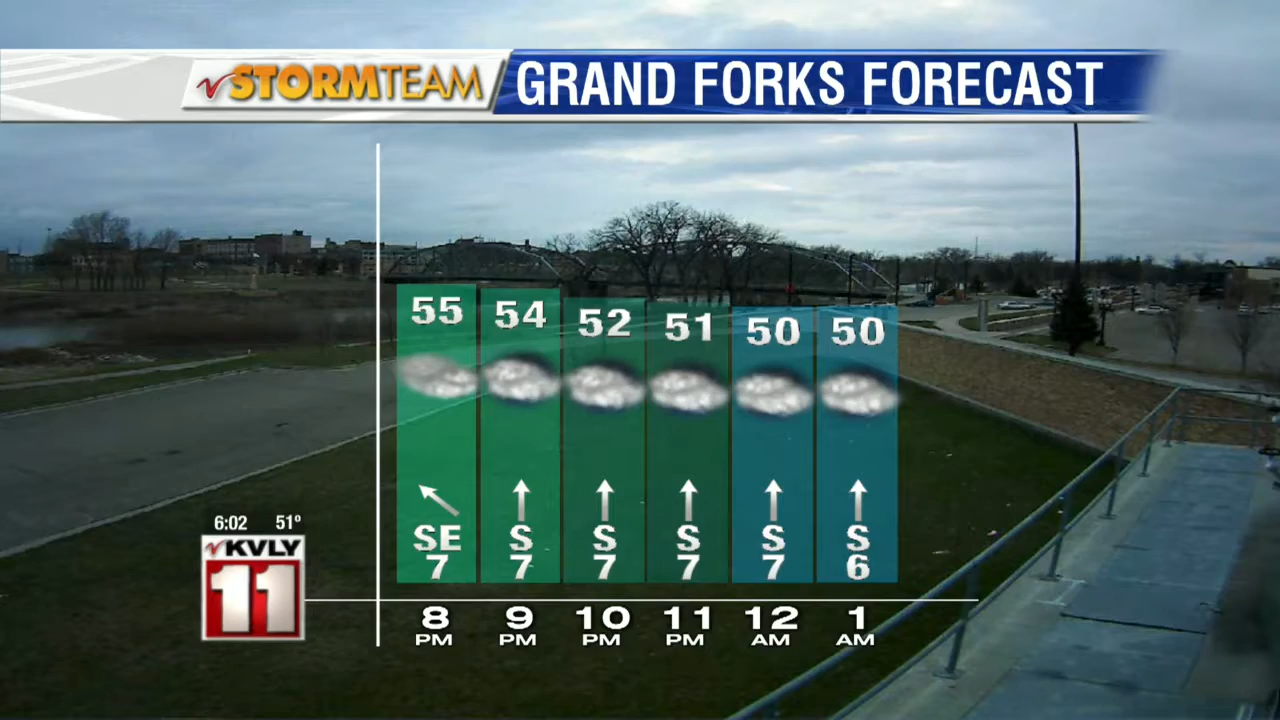 STORMTEAM GRAND FORKS FORECAST
55 54 52 51 50 50
SE S S S S S
7 7 7 7 7 6
6:02 51°
KVLY
11
8 9 10 11 12 1
PM PM PM PM AM AM